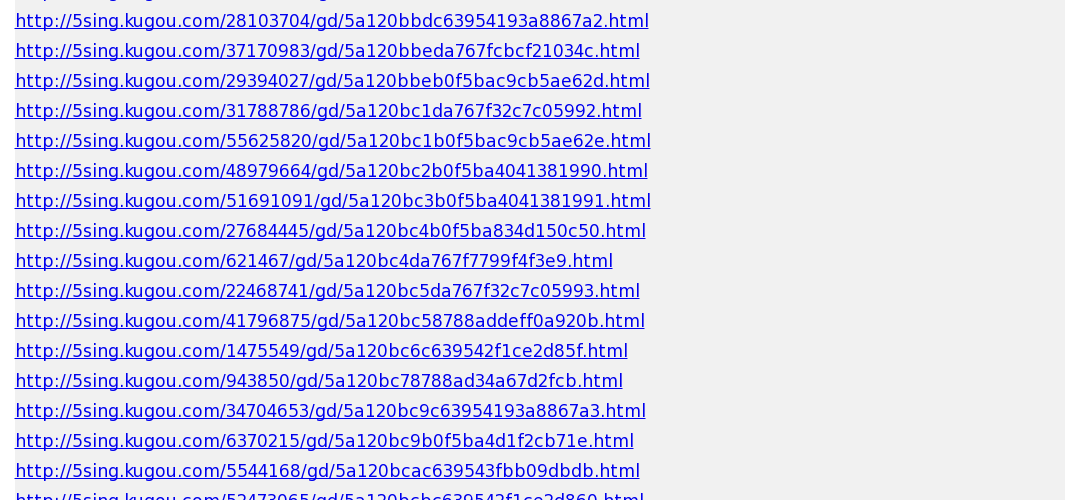 http://5sing.kugou.com/28103704/gd/5a120bbdc63954193a8867a2.html
http://5sing.kugou.com/37170983/gd/5a120bbeda767fcbcf21034c.html
http://5sing.kugou.com/29394027/gd/5a120bbeb0f5bac9cb5ae62d.html
http://5sing.kugou.com/31788786/gd/5a120bc1da767f32c7c05992.html
http://5sing.kugou.com/55625820/gd/5a120bc1b0f5bac9cb5ae62e.html
http://5sing.kugou.com/48979664/gd/5a120bc2b0f5ba4041381990.html
http://5sing.kugou.com/51691091/gd/5a120bc3b0f5ba4041381991.html
http://5sing.kugou.com/27684445/gd/5a120bc4b0f5ba834d150c50.html
http://5sing.kugou.com/621467/gd/5a120bc4da767f7799f4f3e9.html
http://5sing.kugou.com/22468741/gd/5a120bc5da767f32c7c05993.html
http://5sing.kugou.com/41796875/gd/5a120bc58788addeff0a920b.html
http://5sing.kugou.com/1475549/gd/5a120bc6c639542f1ce2d85f.html
http://5sing.kugou.com/943850/gd/5a120bc78788ad34a67d2fcb.html
http://5sing.kugou.com/34704653/gd/5a120bc9c63954193a8867a3.html
http://5sing.kugou.com/6370215/gd/5a120bc9b0f5ba4d1f2cb71e.html
http://5sing.kugou.com/5544168/gd/5a120bcac639543fbb09dbdb.html